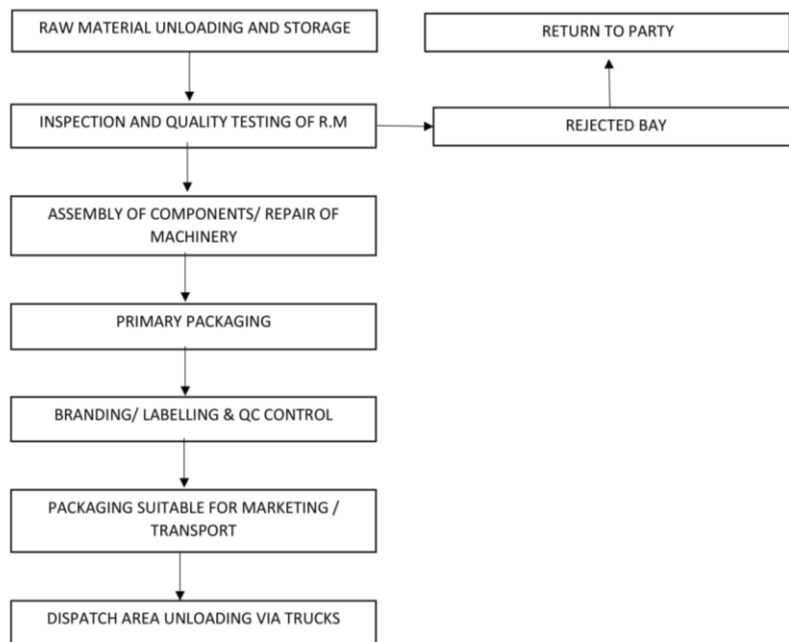 RAW MATERIAL UNLOADING AND STORAGE
RETURN TO PARTY
INSPECTION AND QUALITY TESTING OF R.M
REJECTED BAY
ASSEMBLY OF COMPONENTS/ REPAIR OF
MACHINERY
PRIMARY PACKAGING
BRANDING/ LABELLING & QC CONTROL
PACKAGING SUITABLE FOR MARKETING /
TRANSPORT
DISPATCH AREA UNLOADING VIA TRUCKS